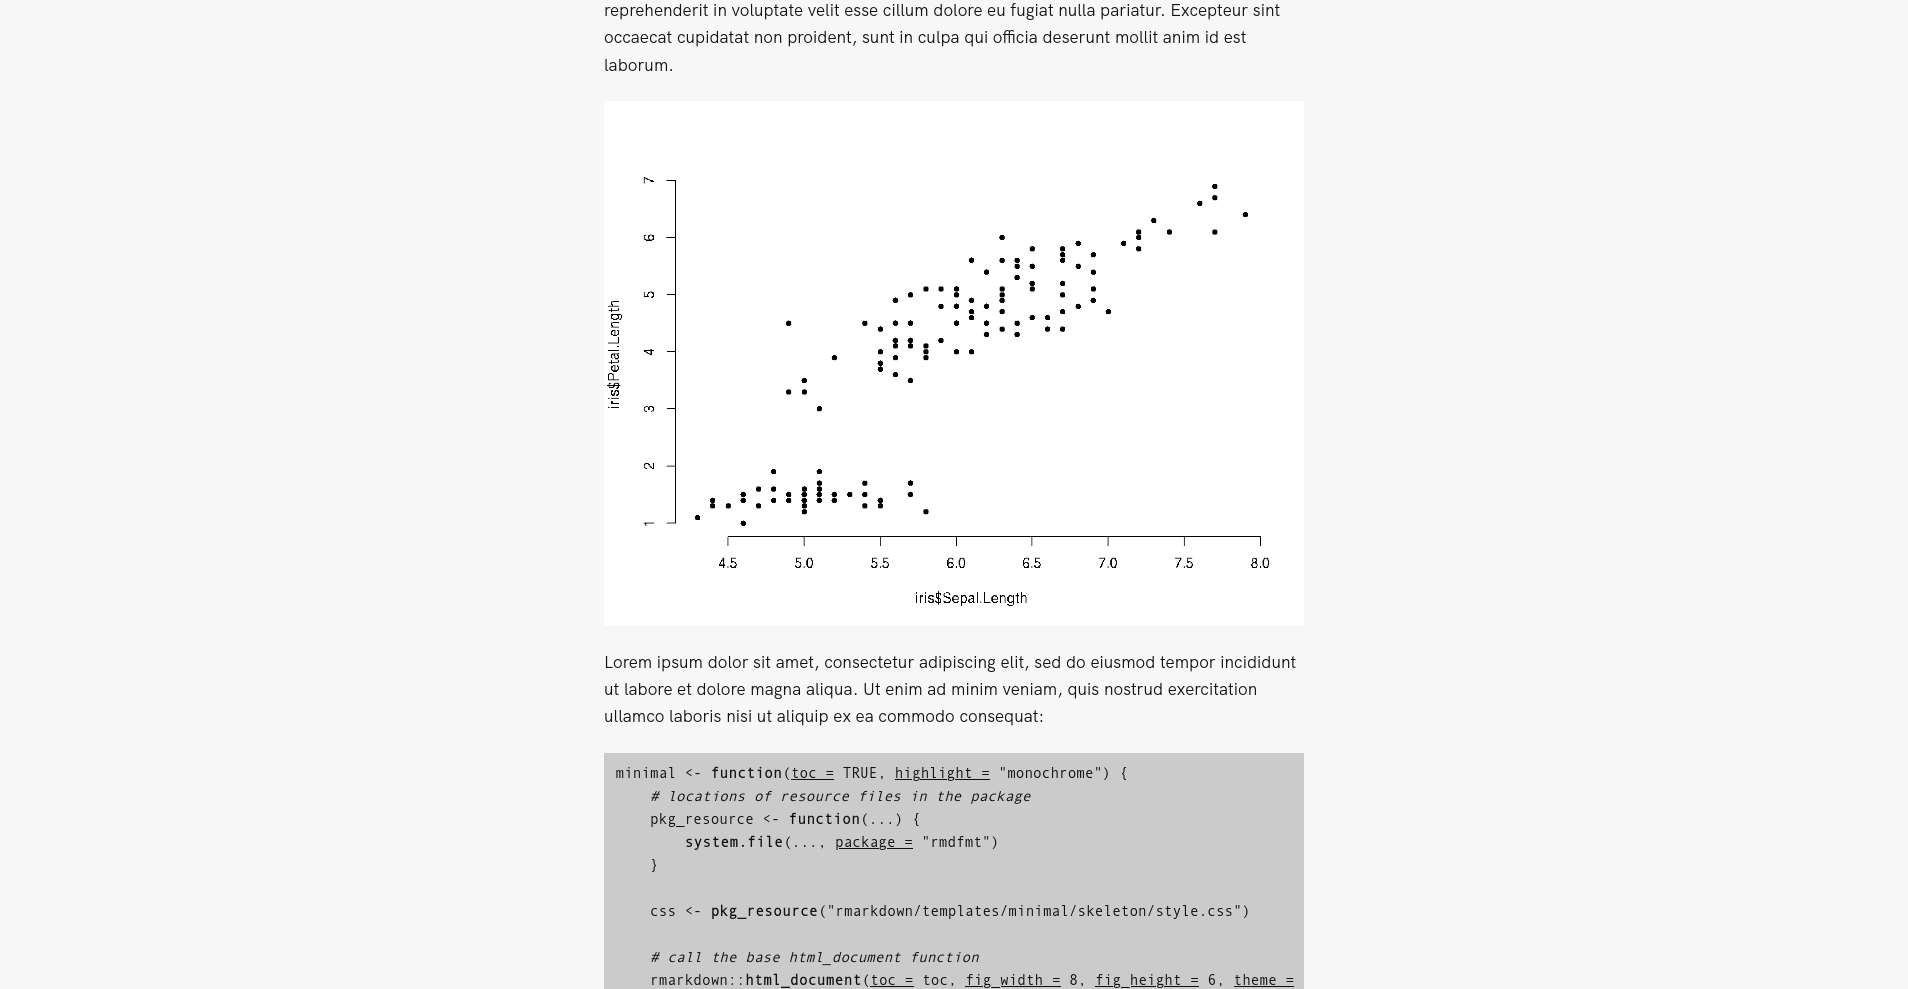 reprehenderit in voluptate velit esse cillum dolore eu fugiat nulla pariatur. Excepteur sint
occaecat cupidatat non proident, sunt in culpa qui officia deserunt mollit anim id est
laborum.
7
6
5
4
3
2
1
iris$Petal.Length
4.5 5.0 5.5 6.0 6.5 7.0 7.5 8.0
iris$Sepal.Length
Lorem ipsum dolor sit amet, consectetur adipiscing elit, sed do eiusmod tempor incididunt
ut labore et dolore magna aliqua. Ut enim ad minim veniam, quis nostrud exercitation
ullamco laboris nisi ut aliquip ex ea commodo consequat:
minimal <- function(toc = TRUE, highlight = "monochrome") {
    # locations of resource files in the package
    pkg_resource <- function(...) {
        system.file(..., package = "rmdfmt")
    }
    css <- pkg_resource("rmarkdown/templates/minimal/skeleton/style.css")
    # call the base html_document function
    rmarkdown::html_document(toc = toc, fig_width = 8, fig_height = 6, theme =